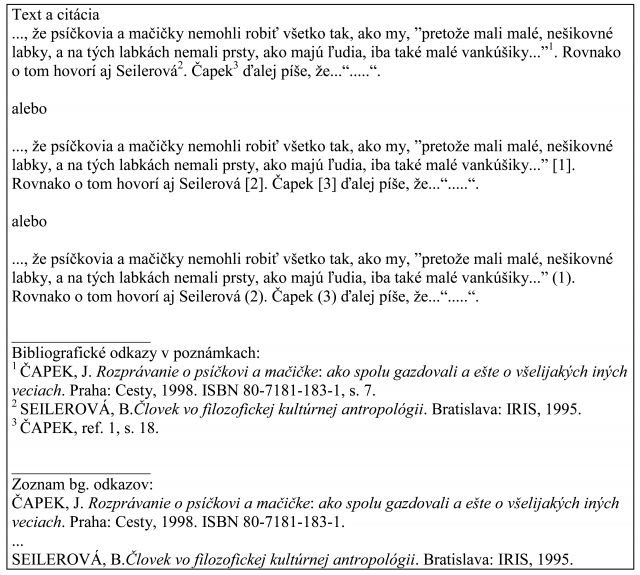 Text a citácia
..., že psíčkovia a mačičky nemohli robiť všetko tak, ako my, ”pretože mali malé, nešikovné
labky, a na tých labkách nemali prsty, ako majú ľudia, iba také malé vankúšiky...”1. Rovnako
o tom hovorí aj Seilerová2. Čapek3 ďalej píše, že...“.....“.
alebo
..., že psíčkovia a mačičky nemohli robiť všetko tak, ako my, ”pretože mali malé, nešikovné
labky, a na tých labkách nemali prsty, ako majú ľudia, iba také malé vankúšiky...” [1].
Rovnako o tom hovorí aj Seilerová [2]. Čapek [3] ďalej píše, že...“.....“.
alebo
..., že psíčkovia a mačičky nemohli robiť všetko tak, ako my, ”pretože mali malé, nešikovné
labky, a na tých labkách nemali prsty, ako majú ľudia, iba také malé vankúšiky...” (1).
Rovnako o tom hovorí aj Seilerová (2). Čapek (3) ďalej píše, že...“.....“.
Bibliografické odkazy v poznámkach:
1 ČAPEK, J. Rozprávanie o psíčkovi a mačičke: ako spolu gazdovali a ešte o všelijakých iných
veciach. Praha: Cesty, 1998. ISBN 80-7181-183-1, s. 7.
2 SEILEROVÁ, B.Človek vo filozofickej kultúrnej antropológii. Bratislava: IRIS, 1995.
3 ČAPEK, ref. 1, s. 18.
Zoznam bg. odkazov:
ČAPEK, J. Rozprávanie o psíčkovi a mačičke: ako spolu gazdovali a ešte o všelijakých iných
veciach. Praha: Cesty, 1998. ISBN 80-7181-183-1.
...
SEILEROVÁ, B.Človek vo filozofickej kultúrnej antropológii. Bratislava: IRIS, 1995.